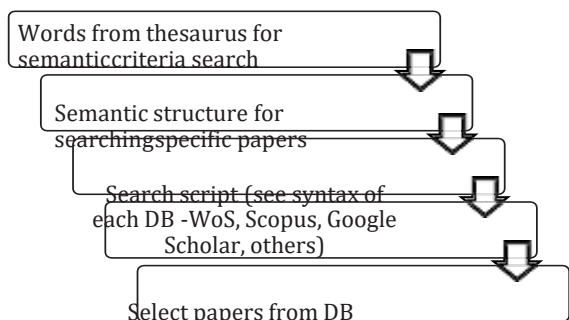 Words from thesaurus for
semanticcriteria search
Semantic structure for
searchingspecific papers
Search script (see syntax of
each DB -WoS, Scopus, Google
Scholar, others)
Select papers from DB